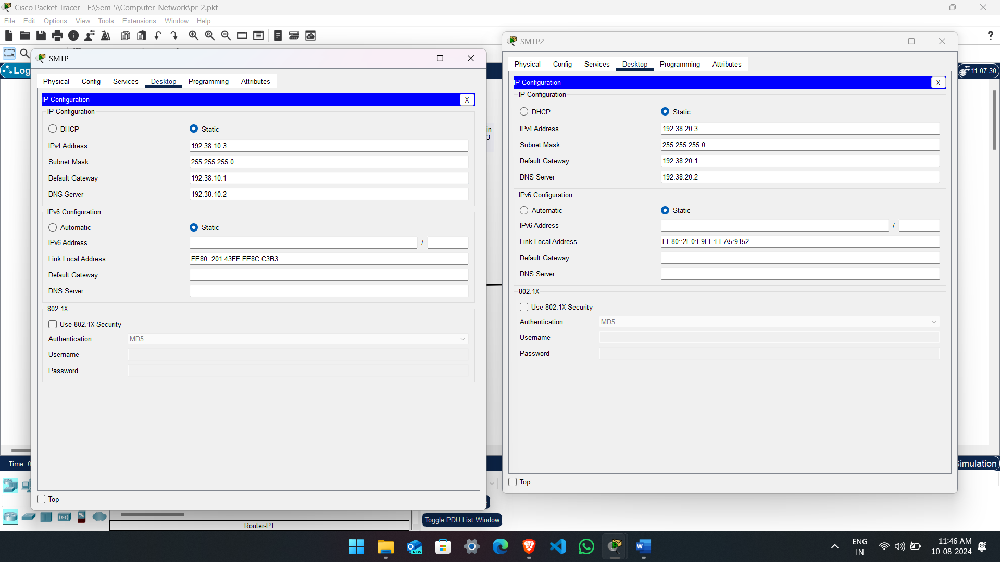 Cisco Packet Tracer - E:\Sem 5\Computer_Network\pr-2.pkt
File Edit Options View Tools Extensions Window Help
?
Log
11:07:30
SMTP
Physical Config Services Desktop Programming Attributes
IP Configuration X
IP Configuration
DHCP Static
IPv4 Address 192.38.10.3
Subnet Mask 255.255.255.0
Default Gateway 192.38.10.1
DNS Server 192.38.10.2
IPv6 Configuration
Automatic Static
IPv6 Address /
Link Local Address FE80::201:43FF:FE8C:C3B3
Default Gateway
DNS Server
802.1X
Use 802.1X Security
Authentication MD5
Username
Password
Top
in
3
SMTP2
Physical Config Services Desktop Programming Attributes
IP Configuration X
IP Configuration
DHCP Static
IPv4 Address 192.38.20.3
Subnet Mask 255.255.255.0
Default Gateway 192.38.20.1
DNS Server 192.38.20.2
IPv6 Configuration
Automatic Static
IPv6 Address /
Link Local Address FE80::2E0:F9FF:FEA5:9152
Default Gateway
DNS Server
802.1X
Use 802.1X Security
Authentication MD5
Username
Password
Top
Time: 0
Simulation
Router-PT
Toggle PDU List Window
NEW
ENG
IN
11:46 AM
10-08-2024